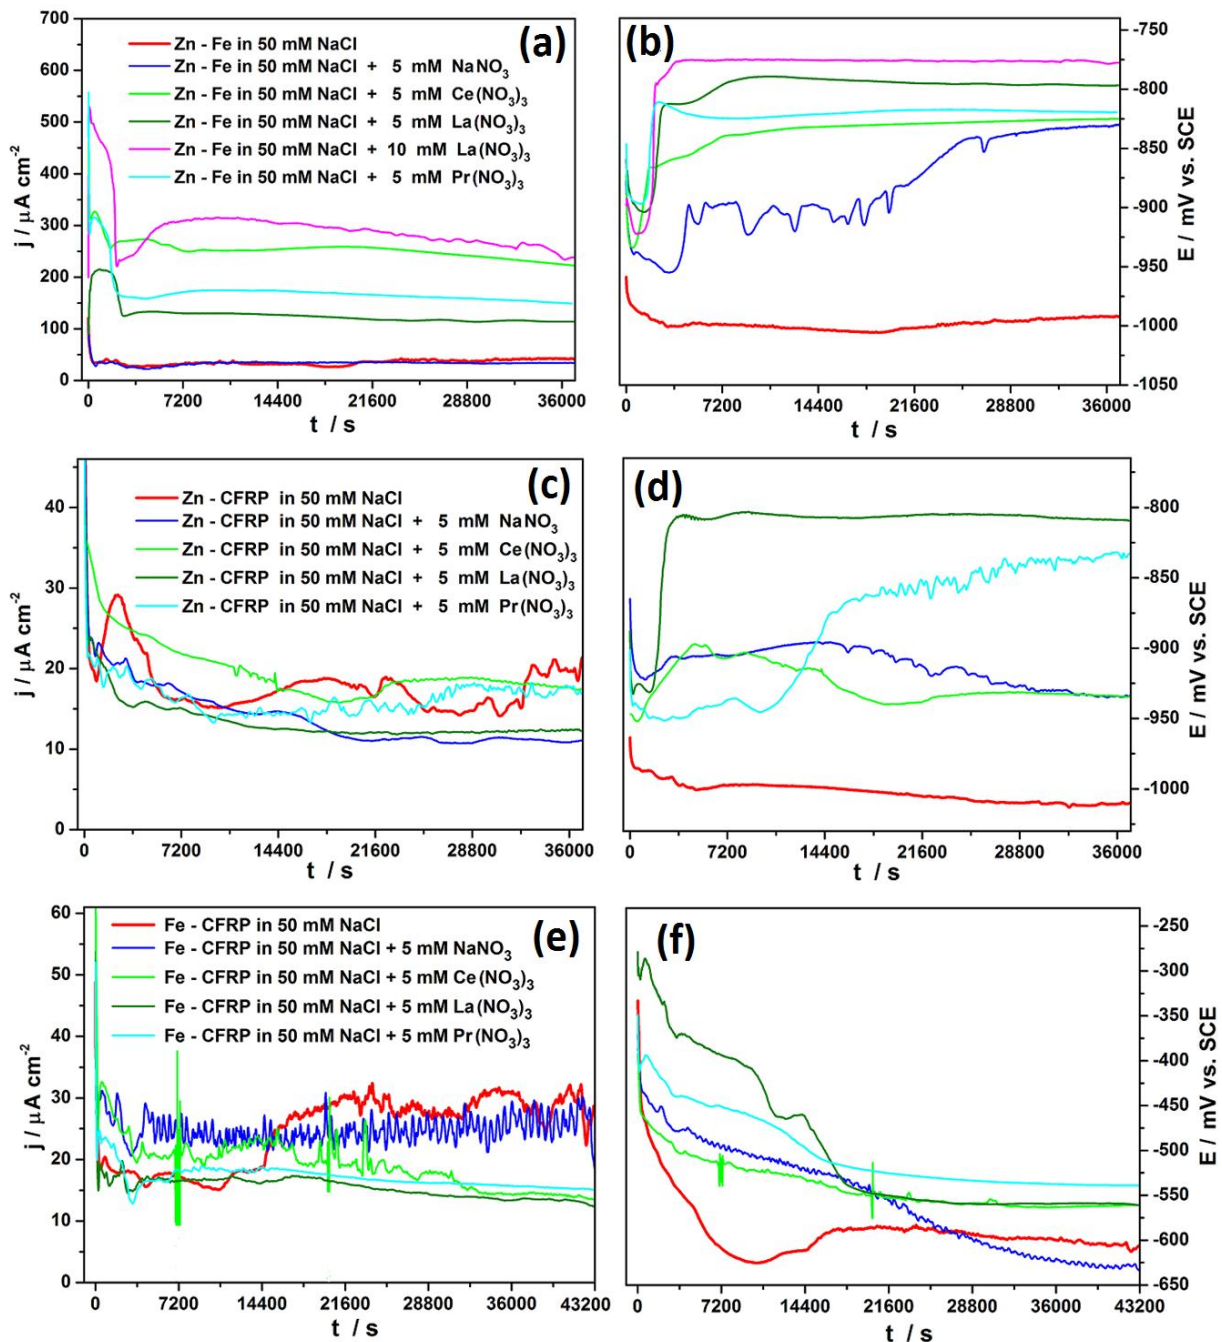 (a)
Zn - Fe in 50 mM NaCl
Zn - Fe in 50 mM NaCl + 5 mM NaNO3
Zn - Fe in 50 mM NaCl + 5 mM Ce(NO3)3
Zn - Fe in 50 mM NaCl + 5 mM La(NO3)3
Zn - Fe in 50 mM NaCl + 10 mM La(NO3)3
Zn - Fe in 50 mM NaCl + 5 mM Pr(NO3)3
700
600
500
400
300
200
100
0
j / μA cm-2
0 7200 14400 21600 28800 36000
t / s
(b)
-750
-800
-850
-900
-950
-1000
-1050
E / mV vs. SCE
0 7200 14400 21600 28800 36000
t / s
(c)
Zn - CFRP in 50 mM NaCl
Zn - CFRP in 50 mM NaCl + 5 mM NaNO3
Zn - CFRP in 50 mM NaCl + 5 mM Ce(NO3)3
Zn - CFRP in 50 mM NaCl + 5 mM La(NO3)3
Zn - CFRP in 50 mM NaCl + 5 mM Pr(NO3)3
40
30
20
10
0
j / μA cm-2
0 7200 14400 21600 28800 36000
t / s
(d)
-800
-850
-900
-950
-1000
E / mV vs. SCE
0 7200 14400 21600 28800 36000
t / s
(e)
Fe - CFRP in 50 mM NaCl
Fe - CFRP in 50 mM NaCl + 5 mM NaNO3
Fe - CFRP in 50 mM NaCl + 5 mM Ce(NO3)3
Fe - CFRP in 50 mM NaCl + 5 mM La(NO3)3
Fe - CFRP in 50 mM NaCl + 5 mM Pr(NO3)3
60
50
40
30
20
10
0
j / μA cm-2
0 7200 14400 21600 28800 36000 43200
t / s
(f)
-250
-300
-350
-400
-450
-500
-550
-600
-650
E / mV vs. SCE
0 7200 14400 21600 28800 36000 43200
t / s